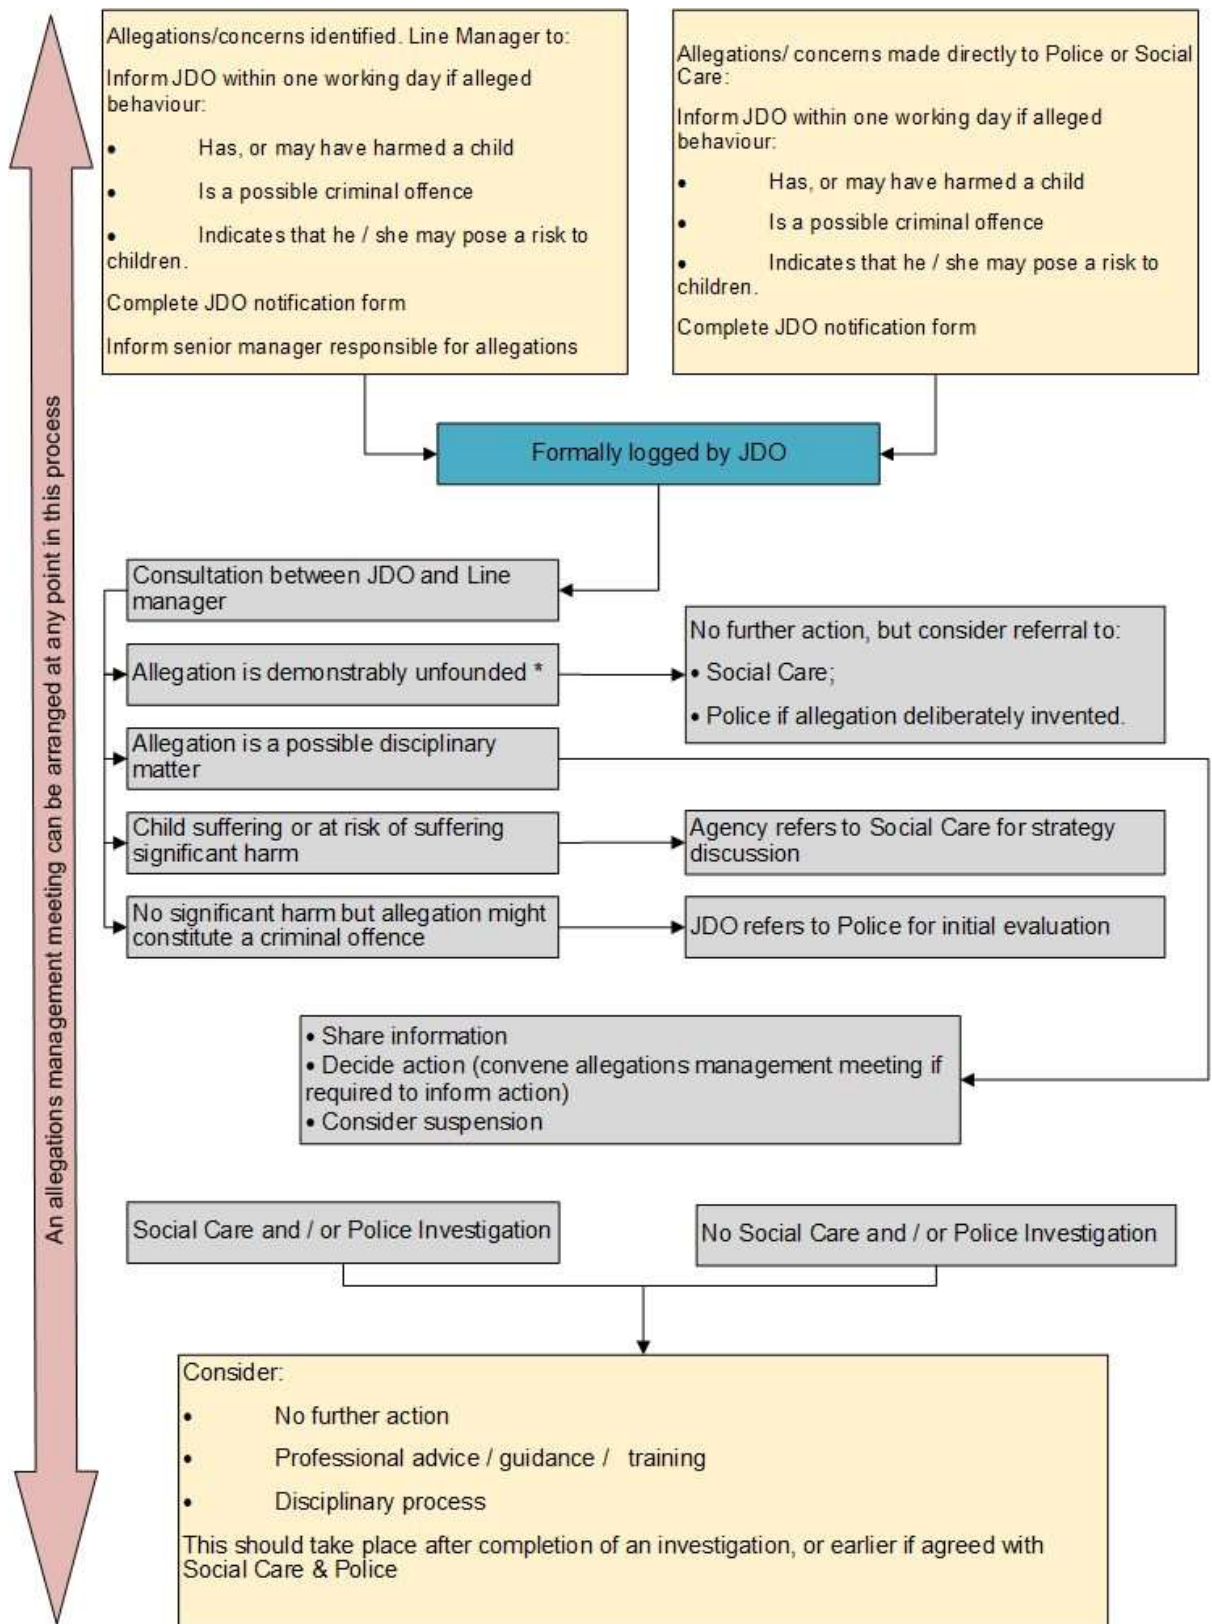 Allegations/concerns identified. Line Manager to:
Inform JDO within one working day if alleged
behaviour:
• Has, or may have harmed a child
• Is a possible criminal offence
• Indicates that he / she may pose a risk to
children.
Complete JDO notification form
Inform senior manager responsible for allegations
Allegations/ concerns made directly to Police or Social
Care:
Inform JDO within one working day if alleged
behaviour:
• Has, or may have harmed a child
• Is a possible criminal offence
• Indicates that he / she may pose a risk to
children.
Complete JDO notification form
An allegations management meeting can be arranged at any point in this process
Formally logged by JDO
Consultation between JDO and Line
manager
Allegation is demonstrably unfounded *
No further action, but consider referral to:
• Social Care;
• Police if allegation deliberately invented.
Allegation is a possible disciplinary
matter
Child suffering or at risk of suffering
significant harm
Agency refers to Social Care for strategy
discussion
No significant harm but allegation might
constitute a criminal offence
JDO refers to Police for initial evaluation
• Share information
• Decide action (convene allegations management meeting if
required to inform action)
• Consider suspension
Social Care and / or Police Investigation
No Social Care and / or Police Investigation
Consider:
• No further action
• Professional advice / guidance / training
• Disciplinary process
This should take place after completion of an investigation, or earlier if agreed with
Social Care & Police